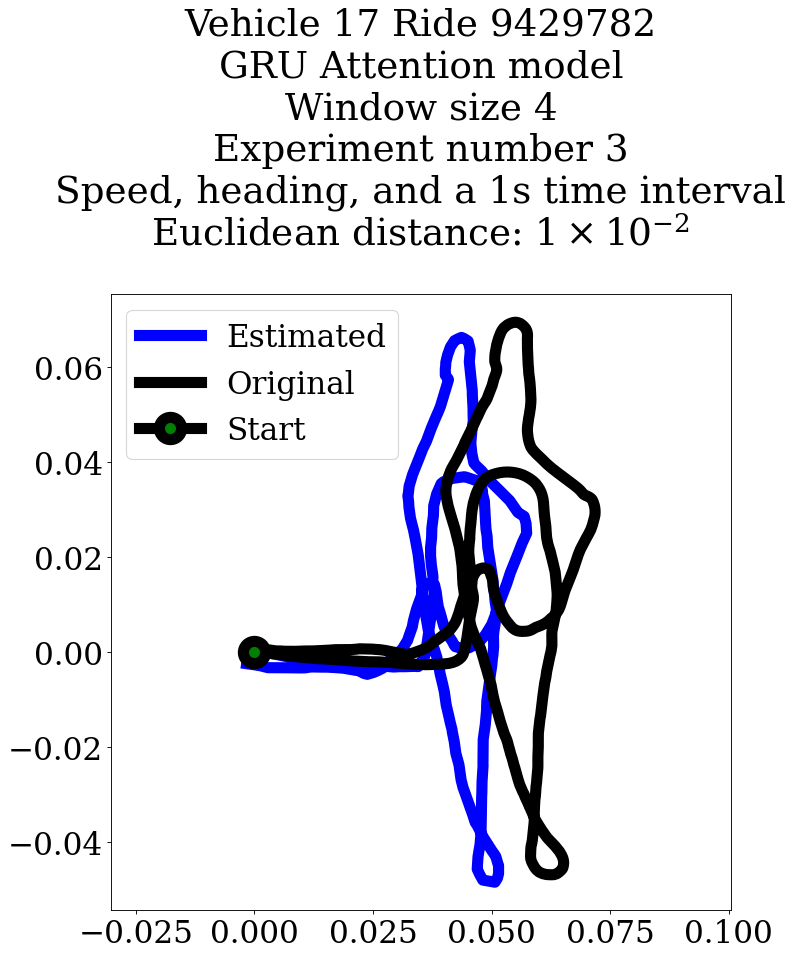 Vehicle 17 Ride 9429782
GRU Attention model
Window size 4
Experiment number 3
Speed, heading, and a 1s time interval
Euclidean distance: 1 × 10⁻²
Estimated
Original
Start
0.06
0.04
0.02
0.00
−0.02
−0.04
−0.025 0.000 0.025 0.050 0.075 0.100